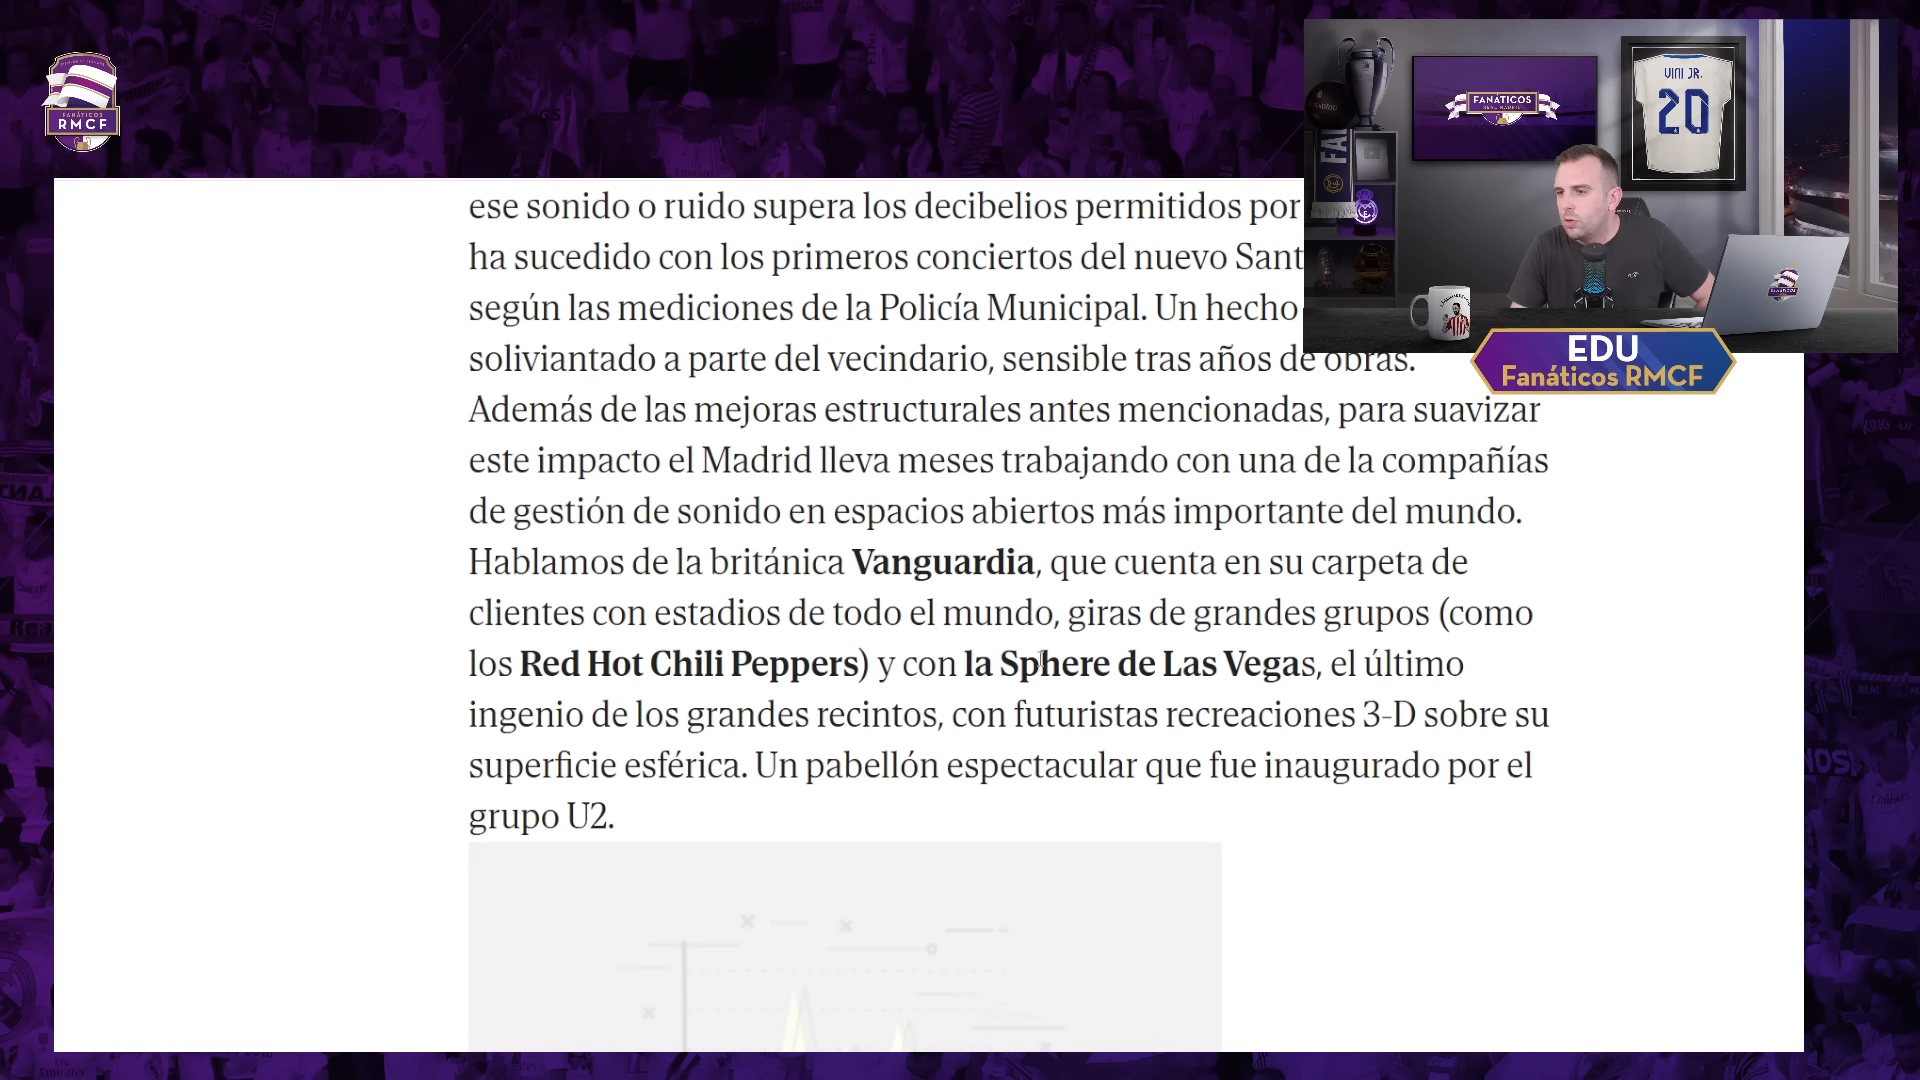 FANÁTICOS
RMCF
FANÁTICOS
REAL MADRID
VINI JR.
20
MADRID
FAI
ese sonido o ruido supera los decibelios permitidos por
ha sucedido con los primeros conciertos del nuevo Sant
según las mediciones de la Policía Municipal. Un hecho
soliviantado a parte del vecindario, sensible tras años de obras.
EDU
Fanáticos RMCF
Además de las mejoras estructurales antes mencionadas, para suavizar
este impacto el Madrid lleva meses trabajando con una de la compañías
de gestión de sonido en espacios abiertos más importante del mundo.
Hablamos de la británica Vanguardia, que cuenta en su carpeta de
clientes con estadios de todo el mundo, giras de grandes grupos (como
los Red Hot Chili Peppers) y con la Sphere de Las Vegas, el último
ingenio de los grandes recintos, con futuristas recreaciones 3-D sobre su
superficie esférica. Un pabellón espectacular que fue inaugurado por el
grupo U2.